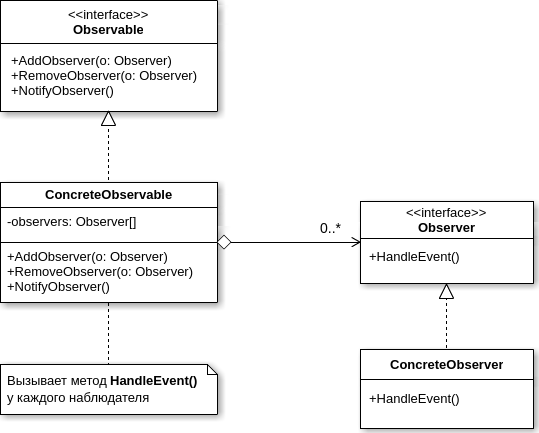 <<interface>>
Observable
+AddObserver(o: Observer)
+RemoveObserver(o: Observer)
+NotifyObserver()
ConcreteObservable
-observers: Observer[]
+AddObserver(o: Observer)
+RemoveObserver(o: Observer)
+NotifyObserver()
0..*
<<interface>>
Observer
+HandleEvent()
Вызывает метод HandleEvent()
у каждого наблюдателя
ConcreteObserver
+HandleEvent()